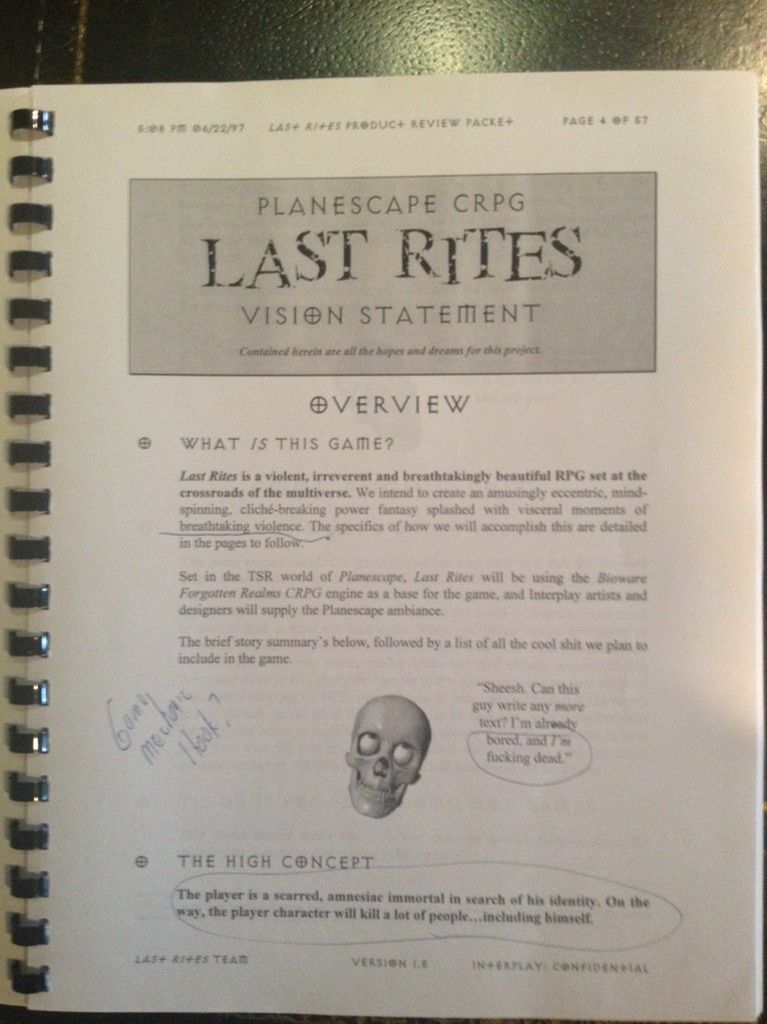 5:08 PM 06/22/97 LAST RITES PRODUCT REVIEW PACKET PAGE 4 OF 57
PLANESCAPE CRPG
LAST RITES
VISION STATEMENT
Contained herein are all the hopes and dreams for this project.
OVERVIEW
WHAT IS THIS GAME?
Last Rites is a violent, irreverent and breathtakingly beautiful RPG set at the
crossroads of the multiverse. We intend to create an amusingly eccentric, mind-
spinning, cliché-breaking power fantasy splashed with visceral moments of
breathtaking violence. The specifics of how we will accomplish this are detailed
in the pages to follow.
Set in the TSR world of Planescape, Last Rites will be using the Bioware
Forgotten Realms CRPG engine as a base for the game, and Interplay artists and
designers will supply the Planescape ambiance.
The brief story summary's below, followed by a list of all the cool shit we plan to
include in the game.
"Sheesh. Can this
guy write any more
text? I'm already
bored, and I'm
fucking dead."
mechanic
THE HIGH CONCEPT
The player is a scarred, amnesiac immortal in search of his identity. On the
way, the player character will kill a lot of people...including himself.
LAST RITES TEAM VERSION 1.6 INTERPLAY: CONFIDENTIAL